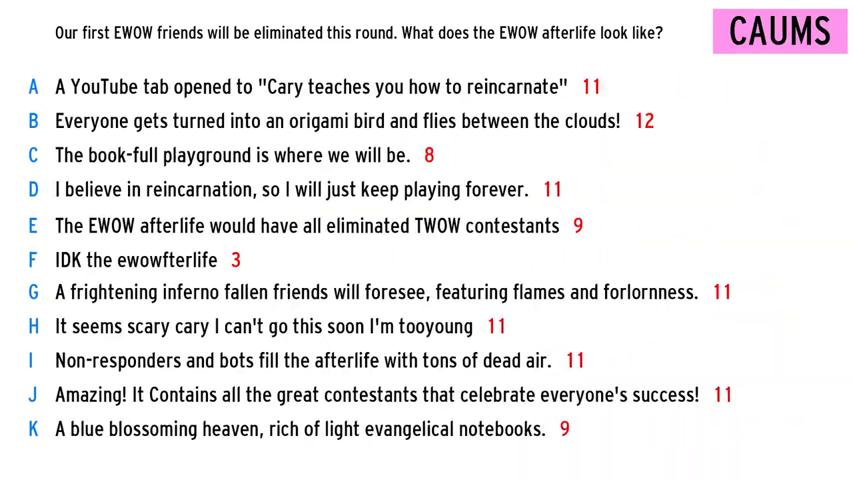 Our first EWOW friends will be eliminated this round. What does the EWOW afterlife look like?
CAUMS
A A YouTube tab opened to "Cary teaches you how to reincarnate" 11
B Everyone gets turned into an origami bird and flies between the clouds! 12
C The book-full playground is where we will be. 8
D I believe in reincarnation, so I will just keep playing forever. 11
E The EWOW afterlife would have all eliminated TWOW contestants 9
F IDK the ewowfterlife 3
G A frightening inferno fallen friends will foresee, featuring flames and forlornness. 11
H It seems scary cary I can't go this soon I'm tooyoung 11
I Non-responders and bots fill the afterlife with tons of dead air. 11
J Amazing! It Contains all the great contestants that celebrate everyone's success! 11
K A blue blossoming heaven, rich of light evangelical notebooks. 9